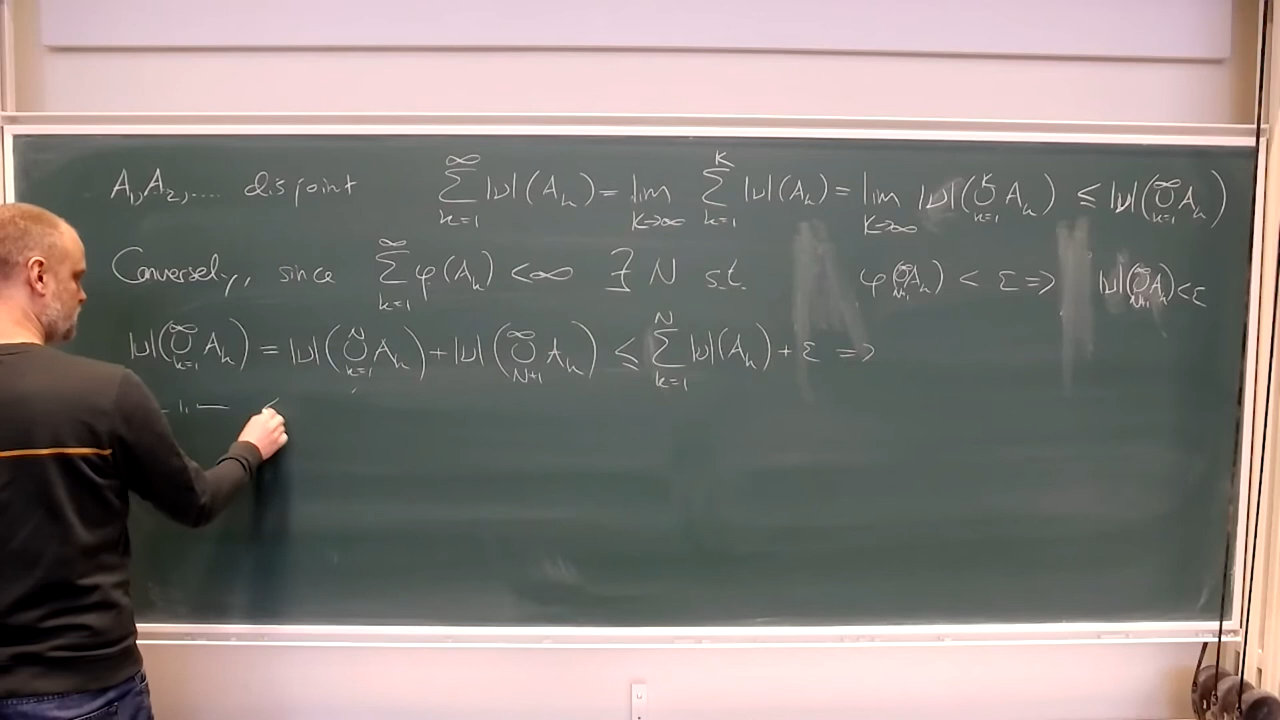 A₁, A₂, .... disjoint ∑_{k=1}^{∞} |ν|(A_k) = lim_{K→∞} ∑_{k=1}^{K} |ν|(A_k) = lim_{K→∞} |ν|(∪_{k=1}^{K} A_k) ≤ |ν|(∪_{k=1}^{∞} A_k)
Conversely, since ∑_{k=1}^{∞} φ(A_k) < ∞ ∃ N s.t. φ(∪_{N+1}^{∞} A_k) < ε ⇒ |ν|(∪_{N+1}^{∞} A_k) < ε
|ν|(∪_{k=1}^{∞} A_k) = |ν|(∪_{k=1}^{N} A_k) + |ν|(∪_{N+1}^{∞} A_k) ≤ ∑_{k=1}^{N} |ν|(A_k) + ε ⇒
— ıı — <